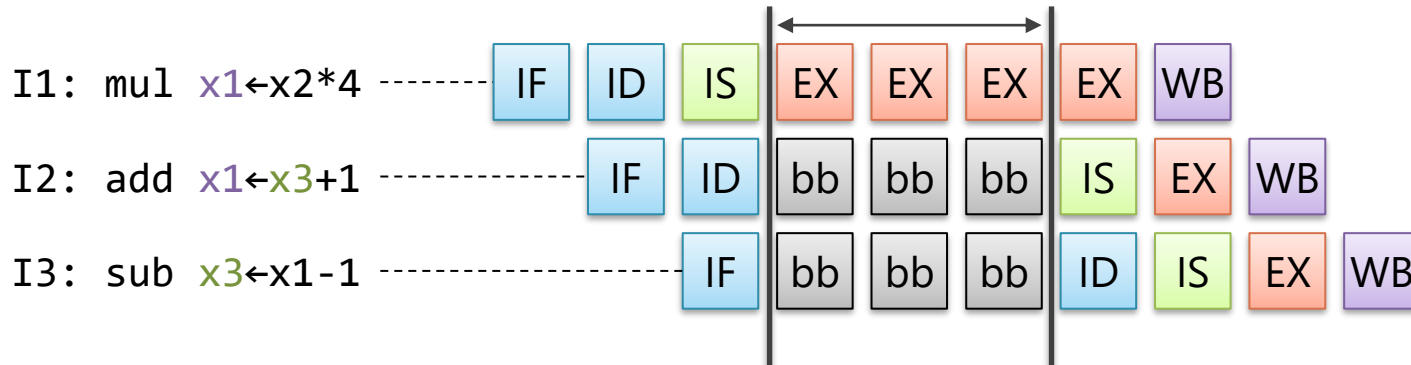 I1: mul x1←x2*4 IF ID IS EX EX EX EX WB
I2: add x1←x3+1 IF ID bb bb bb IS EX WB
I3: sub x3←x1-1 IF bb bb bb ID IS EX WB